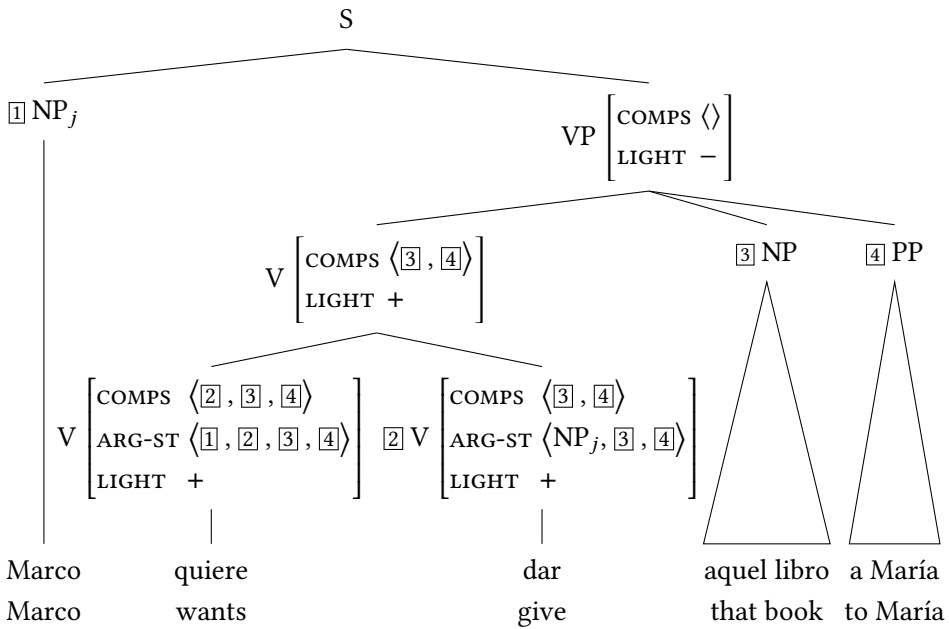 S
[1] NPj
VP [COMPS ⟨⟩
LIGHT −]
V [COMPS ⟨[3], [4]⟩
LIGHT +]
[3] NP
[4] PP
V [COMPS ⟨[2], [3], [4]⟩
ARG-ST ⟨[1], [2], [3], [4]⟩
LIGHT +]
[2] V [COMPS ⟨[3], [4]⟩
ARG-ST ⟨NPj, [3], [4]⟩
LIGHT +]
Marco quiere dar aquel libro a María
Marco wants give that book to María